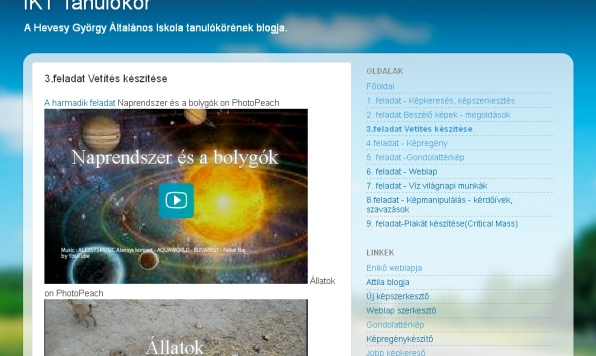 IKT Tanulókör
A Hevesy György Általános Iskola tanulókörének blogja.
3.feladat Vetítés készítése
A harmadik feladat Naprendszer és a bolygók on PhotoPeach
Naprendszer és a bolygók
by YouTube
Állatok
on PhotoPeach
Állatok
OLDALAK
Főoldal
1. feladat - Képkeresés, képszerkesztés
2. feladat Beszélő képek - megoldások
3.feladat Vetítés készítése
4.feladat - Képregény
5. feladat -Gondolattérkép
6. feladat - Weblap
7. feladat - Víz világnapi munkák
8.feladat - Képmanipulálás - kérdőívek,
szavazások
9. feladat-Plakát készítése(Critical Mass)
LINKEK
Enikő weblapja
Attila blogja
Új képszerkesztő
Weblap szerkesztő
Gondolattérkép
Képregénykészítő
Jobb képkereső